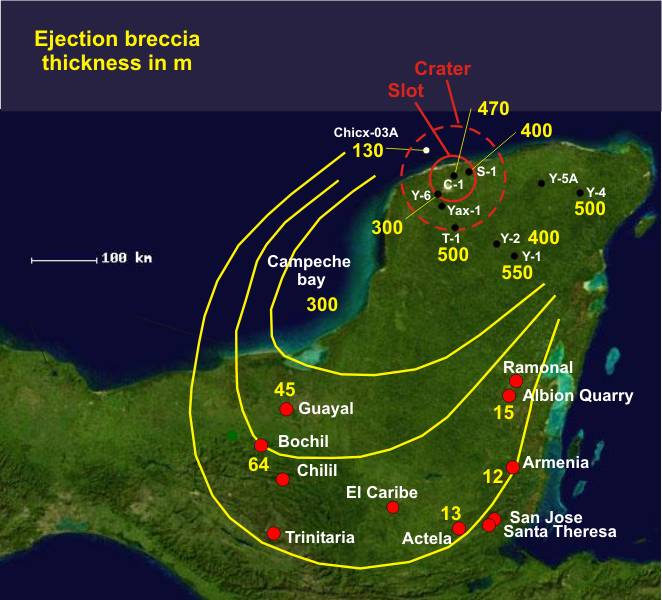 Ejection breccia
thickness in m
Crater
Slot
470
400
Chicx-03A
130
S-1
C-1
Y-5A
Y-6
Y-4
Yax-1
500
300
T-1
Y-2
400
500
Y-1
550
100 km
Campeche
bay
300
Ramonal
45
Albion Quarry
Guayal
15
Bochil
64
Chilil
Armenia
12
El Caribe
13
San Jose
Santa Theresa
Trinitaria
Actela